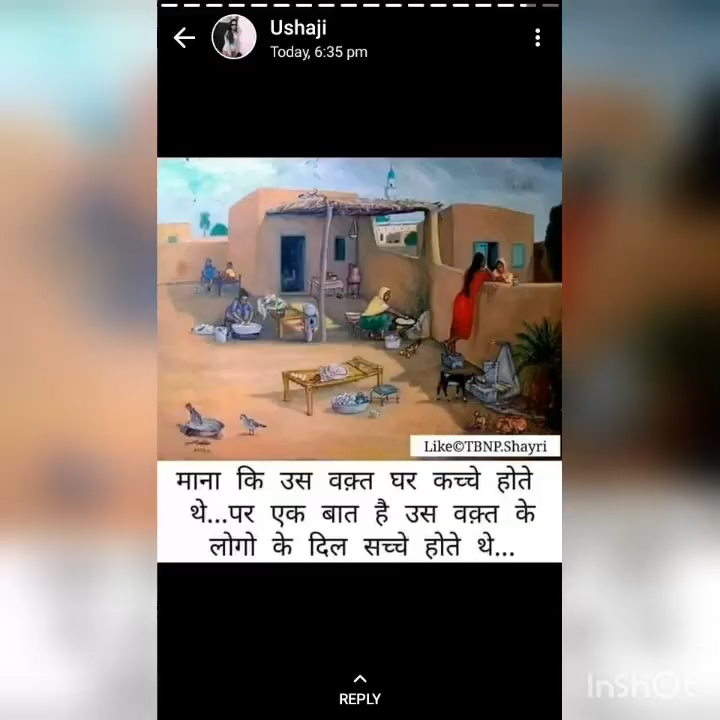 Ushaji
Today, 6:35 pm
Like©TBNP.Shayri
माना कि उस वक़्त घर कच्चे होते
थे...पर एक बात है उस वक़्त के
लोगो के दिल सच्चे होते थे...
REPLY
InShOt